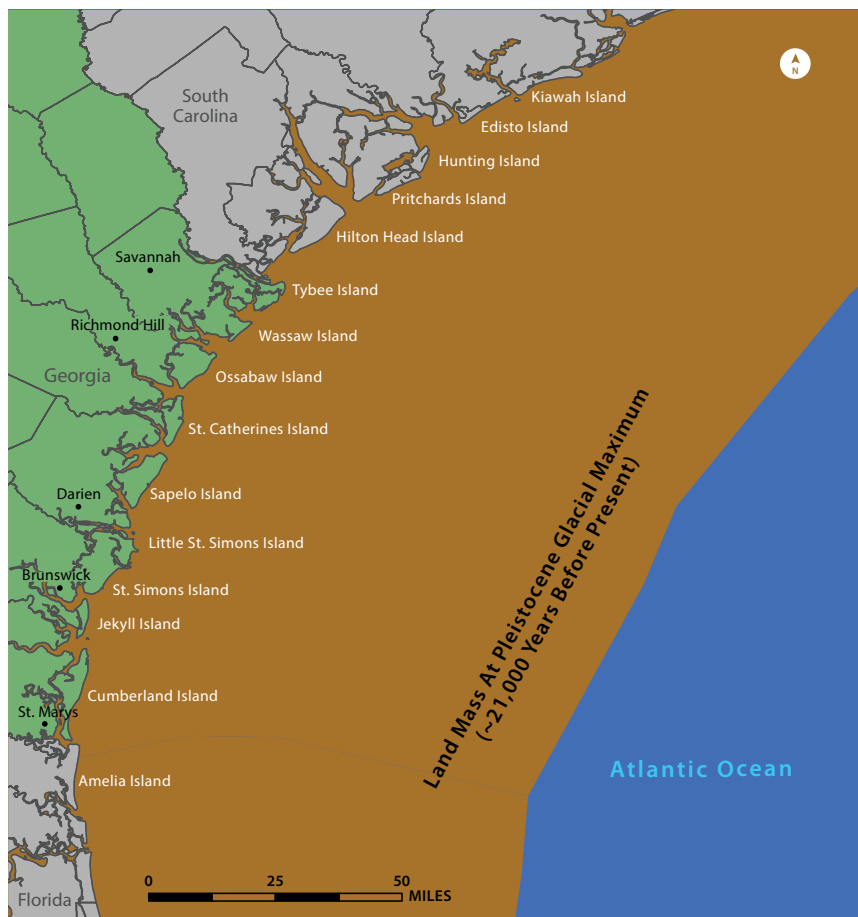 N
South
Carolina
Kiawah Island
Edisto Island
Hunting Island
Pritchards Island
Hilton Head Island
Savannah
Tybee Island
Richmond Hill
Wassaw Island
Georgia
Ossabaw Island
St. Catherines Island
Land Mass At Pleistocene Glacial Maximum
(~21,000 Years Before Present)
Darien
Sapelo Island
Little St. Simons Island
Brunswick
St. Simons Island
Jekyll Island
Cumberland Island
St. Marys
Atlantic Ocean
Amelia Island
0 25 50
MILES
Florida